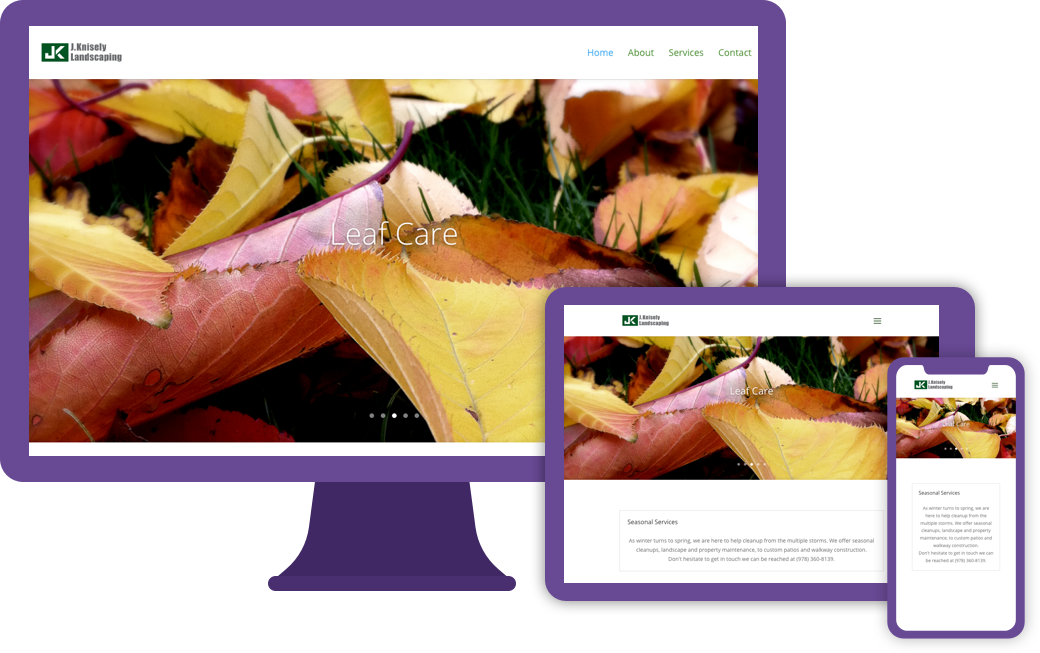 JK J.Knisely
Landscaping
Home About Services Contact
Leaf Care
JK J.Knisely
Landscaping
Leaf Care
Seasonal Services
As winter turns to spring, we are here to help cleanup from the multiple storms. We offer seasonal
cleanups, landscape and property maintenance, to custom patios and walkway construction.
Don't hesitate to get in touch we can be reached at (978) 360-8139.
JK J.Knisely
Landscaping
Leaf Care
Seasonal Services
As winter turns to spring, we are
here to help cleanup from the
multiple storms. We offer seasonal
cleanups, landscape and property
maintenance, to custom patios and
walkway construction.
Don't hesitate to get in touch we can
be reached at (978) 360-8139.